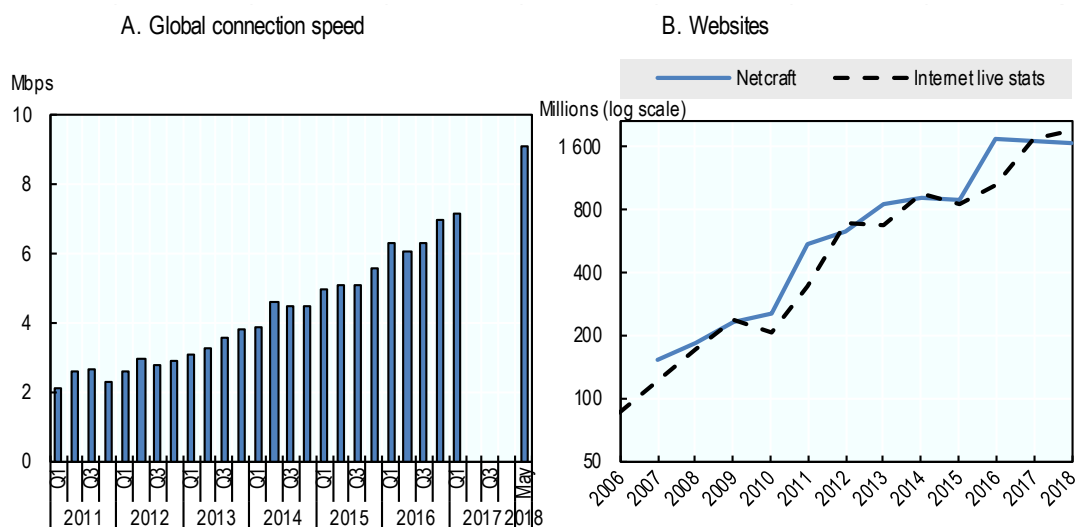 A. Global connection speed
Mbps
10
8
6
4
2
0
Q1 Q3 Q1 Q3 Q1 Q3 Q1 Q3 Q1 Q3 Q1 Q3 Q1 Q3 May
2011 2012 2013 2014 2015 2016 2017 2018
B. Websites
Netcraft Internet live stats
Millions (log scale)
1 600
800
400
200
100
50
2006 2007 2008 2009 2010 2011 2012 2013 2014 2015 2016 2017 2018